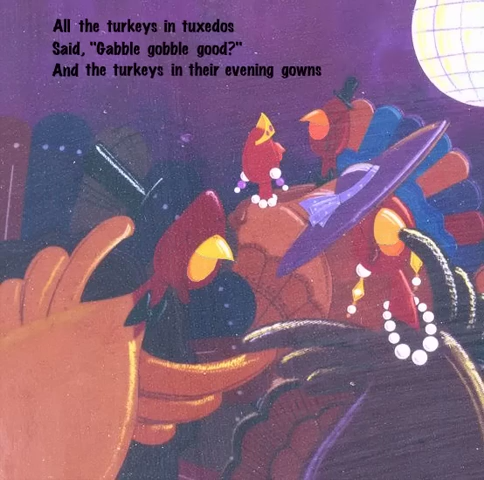 All the turkeys in tuxedos
Said, "Gabble gobble good?"
And the turkeys in their evening gowns